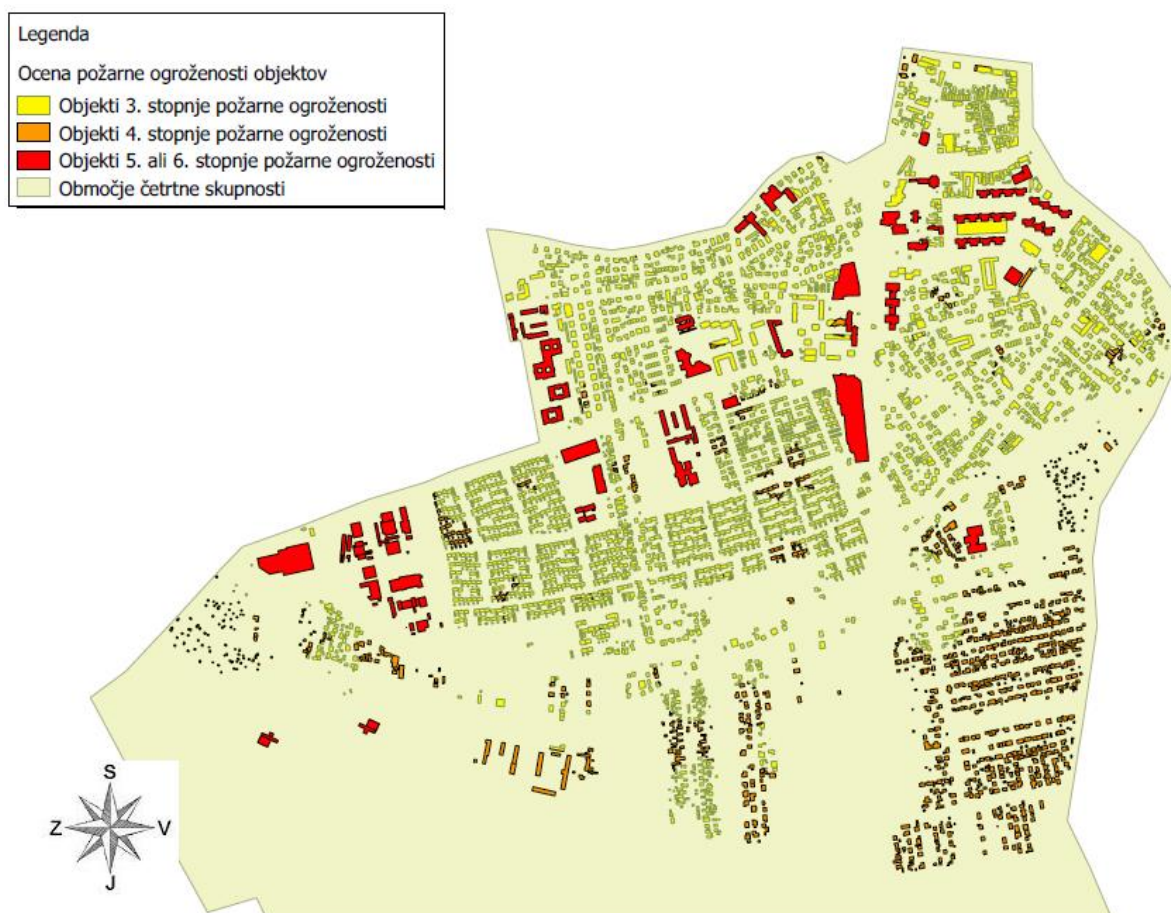 Legenda
Ocena požarne ogroženosti objektov
Objekti 3. stopnje požarne ogroženosti
Objekti 4. stopnje požarne ogroženosti
Objekti 5. ali 6. stopnje požarne ogroženosti
Območje četrtne skupnosti
S
Z V
J